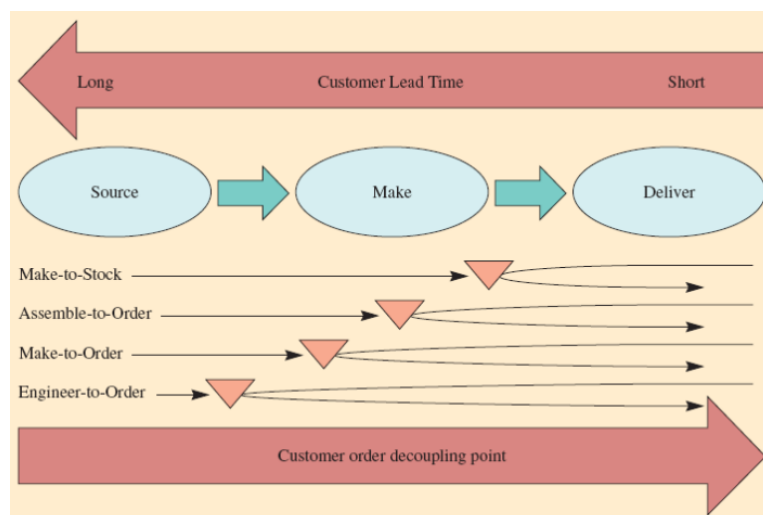 Long Customer Lead Time Short
Source Make Deliver
Make-to-Stock
Assemble-to-Order
Make-to-Order
Engineer-to-Order
Customer order decoupling point